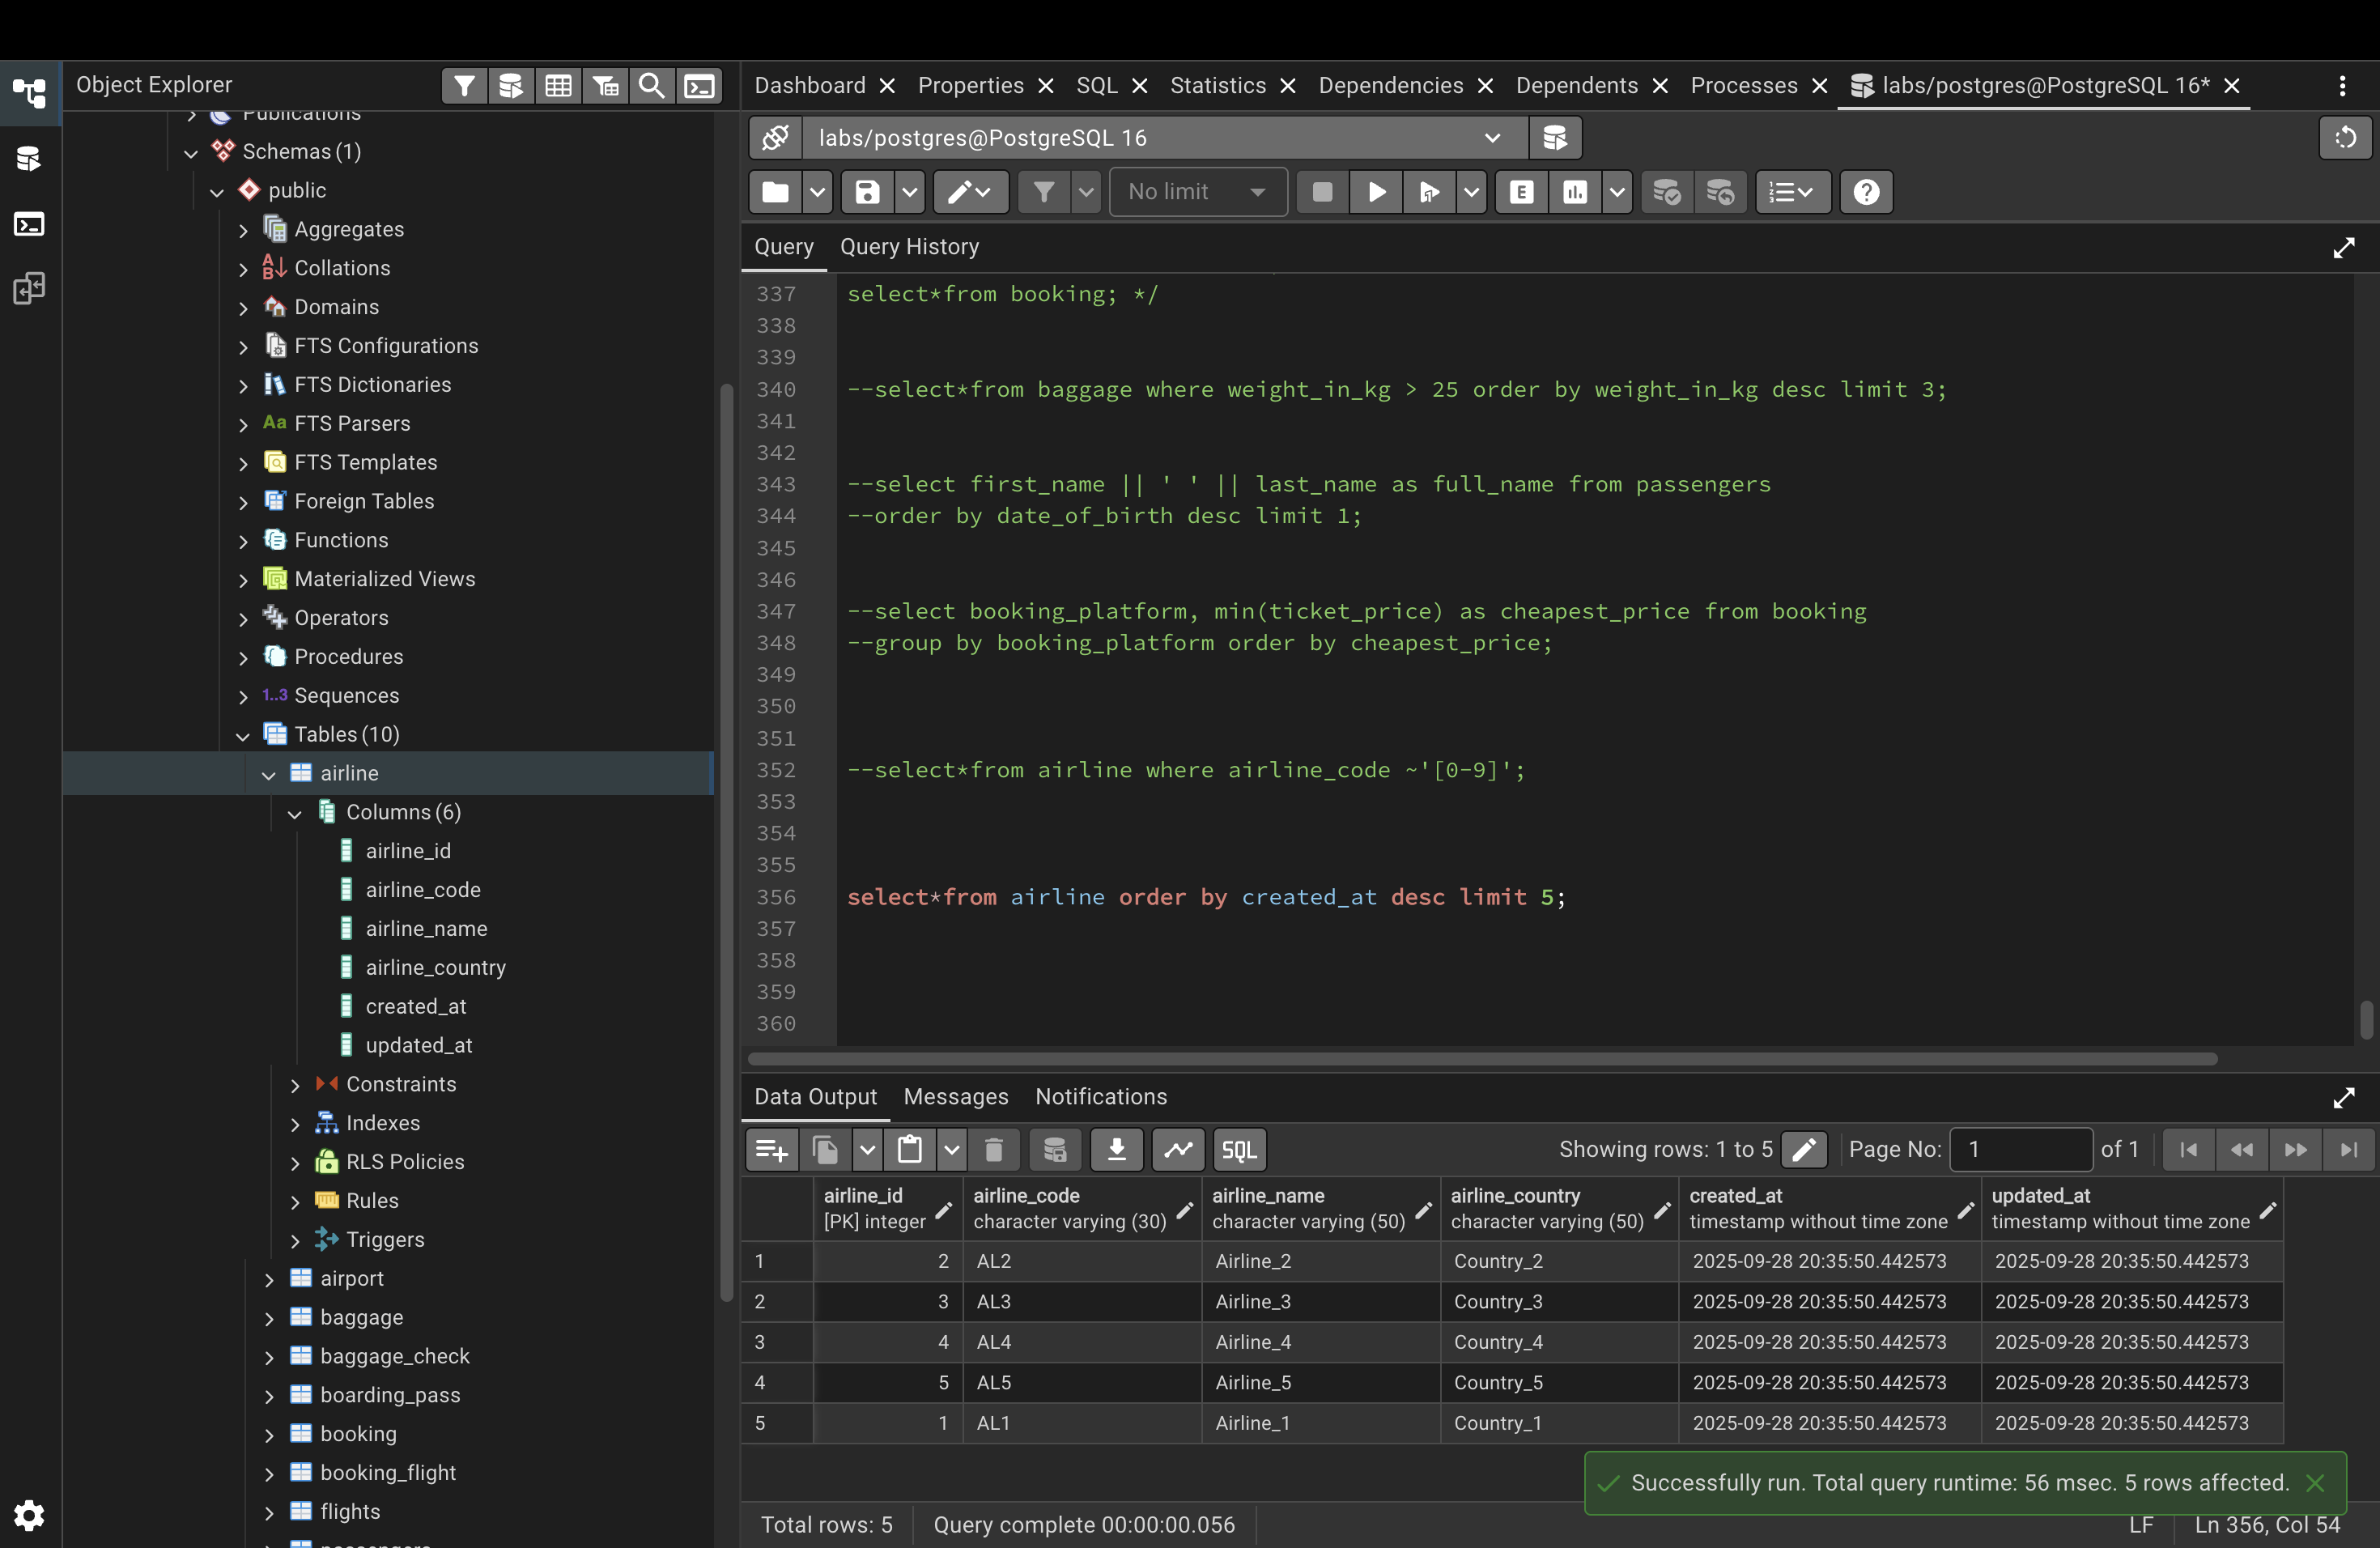 Object Explorer
Publications
Schemas (1)
public
Aggregates
Collations
Domains
FTS Configurations
FTS Dictionaries
Aa FTS Parsers
FTS Templates
Foreign Tables
Functions
Materialized Views
Operators
Procedures
1..3 Sequences
Tables (10)
airline
Columns (6)
airline_id
airline_code
airline_name
airline_country
created_at
updated_at
Constraints
Indexes
RLS Policies
Rules
Triggers
airport
baggage
baggage_check
boarding_pass
booking
booking_flight
flights
Dashboard Properties SQL Statistics Dependencies Dependents Processes labs/postgres@PostgreSQL 16*
labs/postgres@PostgreSQL 16
No limit E
Query Query History
337 select*from booking; */
338
339
340 --select*from baggage where weight_in_kg > 25 order by weight_in_kg desc limit 3;
341
342
343 --select first_name || ' ' || last_name as full_name from passengers
344 --order by date_of_birth desc limit 1;
345
346
347 --select booking_platform, min(ticket_price) as cheapest_price from booking
348 --group by booking_platform order by cheapest_price;
349
350
351
352 --select*from airline where airline_code ~'[0-9]';
353
354
355
356 select*from airline order by created_at desc limit 5;
357
358
359
360
Data Output Messages Notifications
SQL Showing rows: 1 to 5 Page No: 1 of 1
airline_id airline_code airline_name airline_country created_at updated_at
[PK] integer character varying (30) character varying (50) character varying (50) timestamp without time zone timestamp without time zone
1 2 AL2 Airline_2 Country_2 2025-09-28 20:35:50.442573 2025-09-28 20:35:50.442573
2 3 AL3 Airline_3 Country_3 2025-09-28 20:35:50.442573 2025-09-28 20:35:50.442573
3 4 AL4 Airline_4 Country_4 2025-09-28 20:35:50.442573 2025-09-28 20:35:50.442573
4 5 AL5 Airline_5 Country_5 2025-09-28 20:35:50.442573 2025-09-28 20:35:50.442573
5 1 AL1 Airline_1 Country_1 2025-09-28 20:35:50.442573 2025-09-28 20:35:50.442573
Successfully run. Total query runtime: 56 msec. 5 rows affected.
Total rows: 5 Query complete 00:00:00.056 LF Ln 356, Col 54